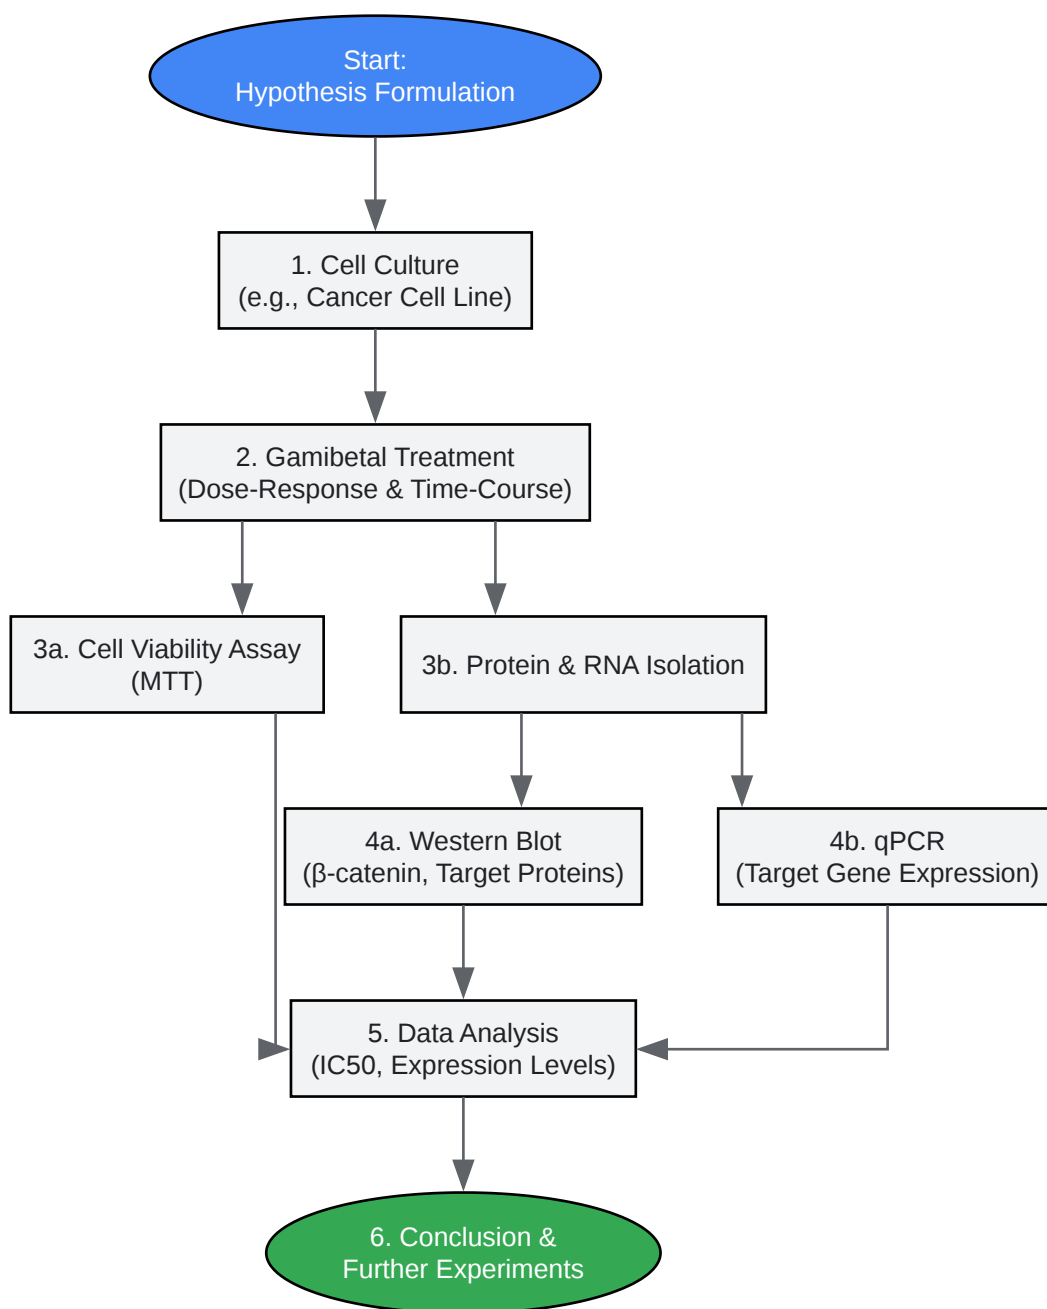 Start:
Hypothesis Formulation
1. Cell Culture
(e.g., Cancer Cell Line)
2. Gamibetal Treatment
(Dose-Response & Time-Course)
3a. Cell Viability Assay
(MTT)
3b. Protein & RNA Isolation
4a. Western Blot
(β-catenin, Target Proteins)
4b. qPCR
(Target Gene Expression)
5. Data Analysis
(IC50, Expression Levels)
6. Conclusion &
Further Experiments